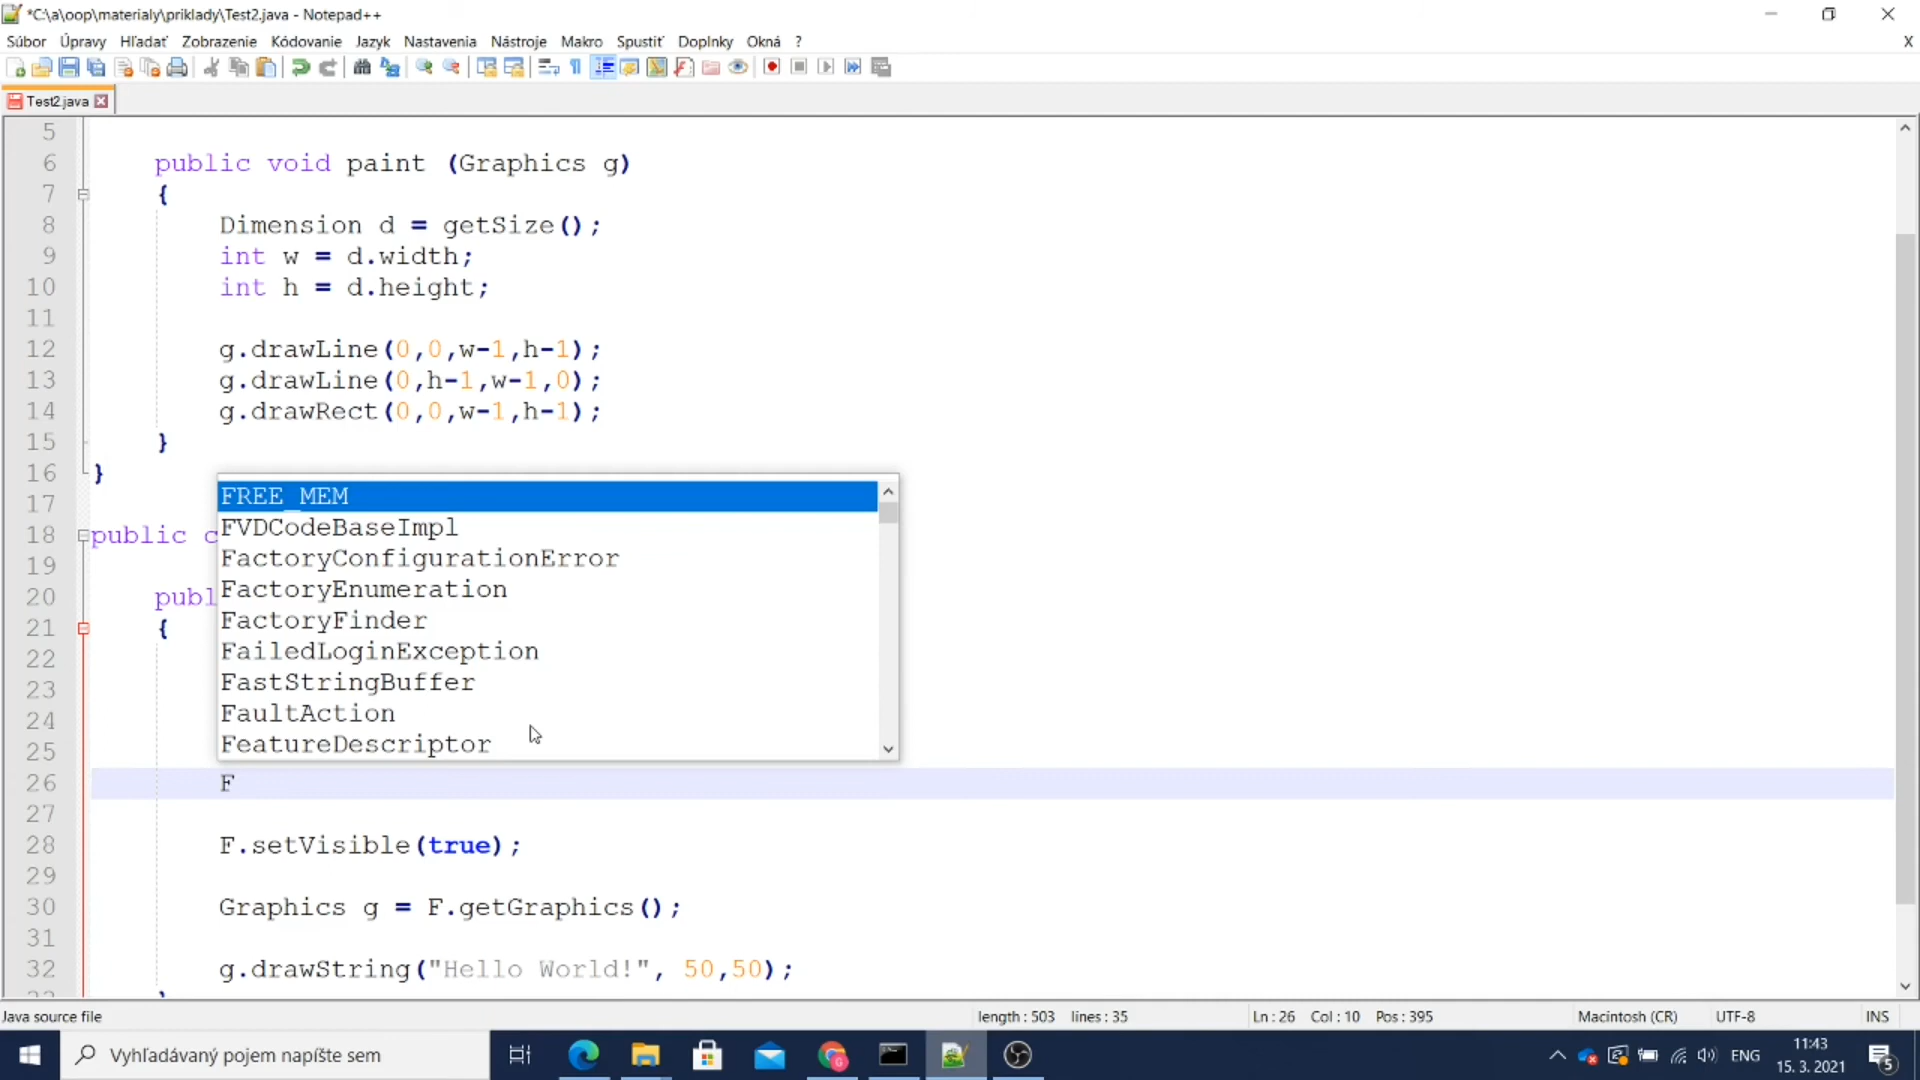 *C:\a\oop\materialy\priklady\Test2.java - Notepad++
Súbor Úpravy Hľadať Zobrazenie Kódovanie Jazyk Nastavenia Nástroje Makro Spustiť Doplnky Okná ? X
Test2.java
5
6 public void paint (Graphics g)
7 {
8 Dimension d = getSize();
9 int w = d.width;
10 int h = d.height;
11
12 g.drawLine(0,0,w-1,h-1);
13 g.drawLine(0,h-1,w-1,0);
14 g.drawRect(0,0,w-1,h-1);
15 }
16 }
17 FREE_MEM
FVDCodeBaseImpl
18 public c
FactoryConfigurationError
19
FactoryEnumeration
20 publ
FactoryFinder
21 {
FailedLoginException
22
FastStringBuffer
23
FaultAction
24
FeatureDescriptor
25
26 F
27
28 F.setVisible(true);
29
30 Graphics g = F.getGraphics();
31
32 g.drawString("Hello World!", 50,50);
Java source file length : 503 lines : 35 Ln : 26 Col : 10 Pos : 395 Macintosh (CR) UTF-8 INS
Vyhľadávaný pojem napíšte sem ENG 11:43
15. 3. 2021 5